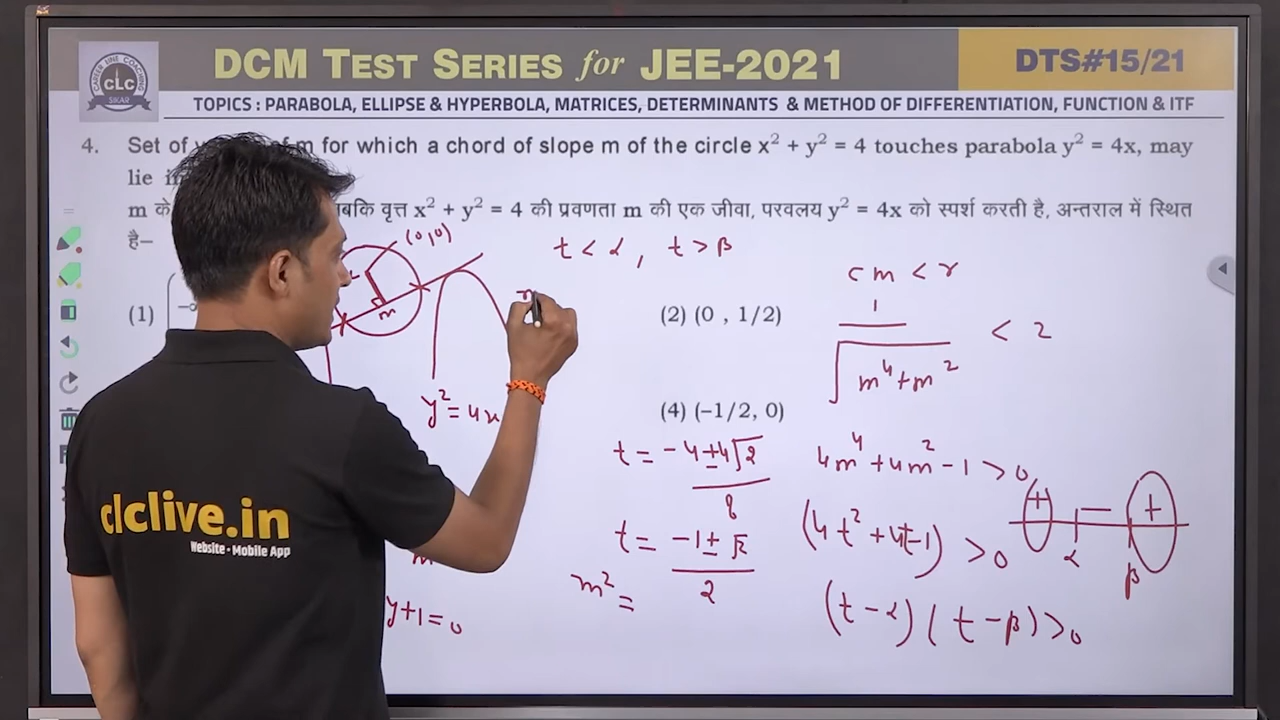 DCM TEST SERIES for JEE-2021
DTS#15/21
CAREER LINE COACHING
CLC
SIKAR
TOPICS : PARABOLA, ELLIPSE & HYPERBOLA, MATRICES, DETERMINANTS & METHOD OF DIFFERENTIATION, FUNCTION & ITF
4. Set of m for which a chord of slope m of the circle x² + y² = 4 touches parabola y² = 4x, may
lie
m के जबकि वृत्त x² + y² = 4 की प्रवणता m की एक जीवा, परवलय y² = 4x को स्पर्श करती है, अन्तराल में स्थित
है–
(0,0)
t < α , t > β
cm < r
(1)
(2) (0 , 1/2)
1/√(m⁴+m²) < 2
m
y² = 4x
(4) (–1/2, 0)
t = -4±4√2/8
4m⁴+4m²-1 > 0
+ − +
α β
t = -1±√2/2
(4t²+4t-1) > 0
m² =
y+1=0
(t-α)(t-β)>0
clclive.in
Website • Mobile App